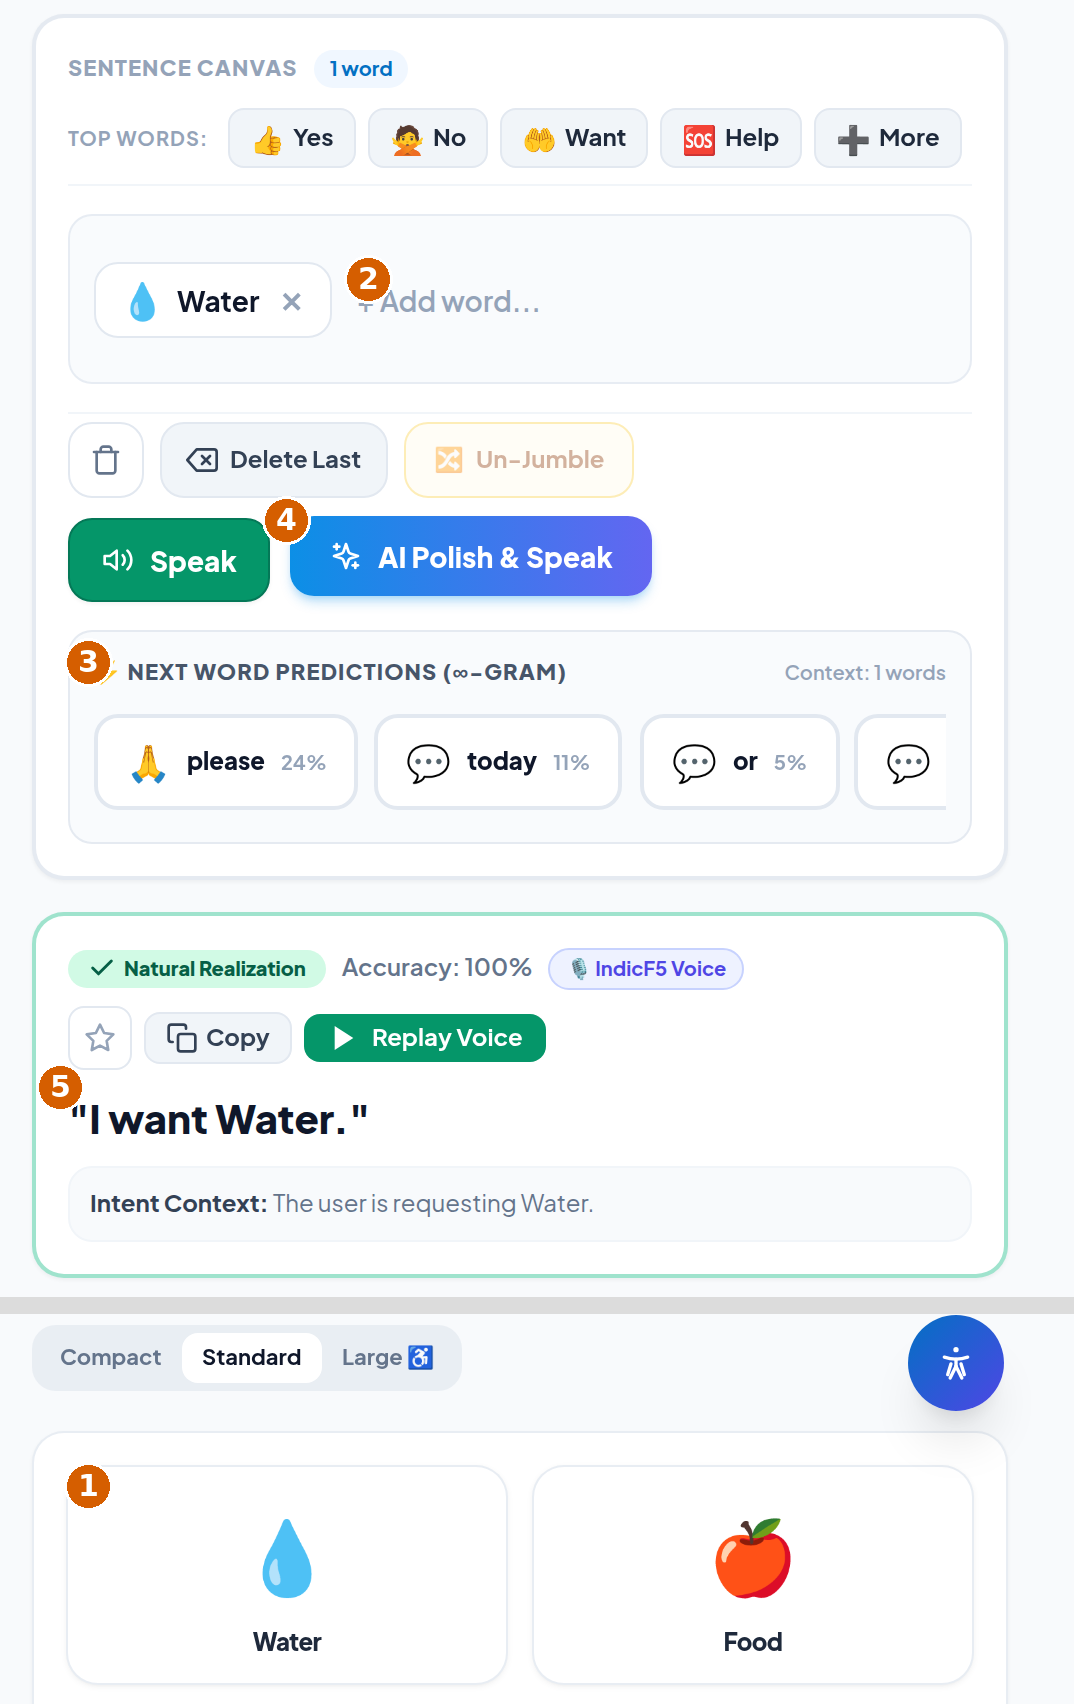 SENTENCE CANVAS 1 word
TOP WORDS: 👍 Yes 🙅 No 🤲 Want 🆘 Help ➕ More
💧 Water × + Add word...
2
Delete Last 🔀 Un-Jumble
4
Speak AI Polish & Speak
3
⚡ NEXT WORD PREDICTIONS (∞-GRAM) Context: 1 words
🙏 please 24% 💬 today 11% 💬 or 5% 💬
✓ Natural Realization Accuracy: 100% 🎙️ IndicF5 Voice
Copy Replay Voice
5
"I want Water."
Intent Context: The user is requesting Water.
Compact Standard Large ♿
1
Water Food